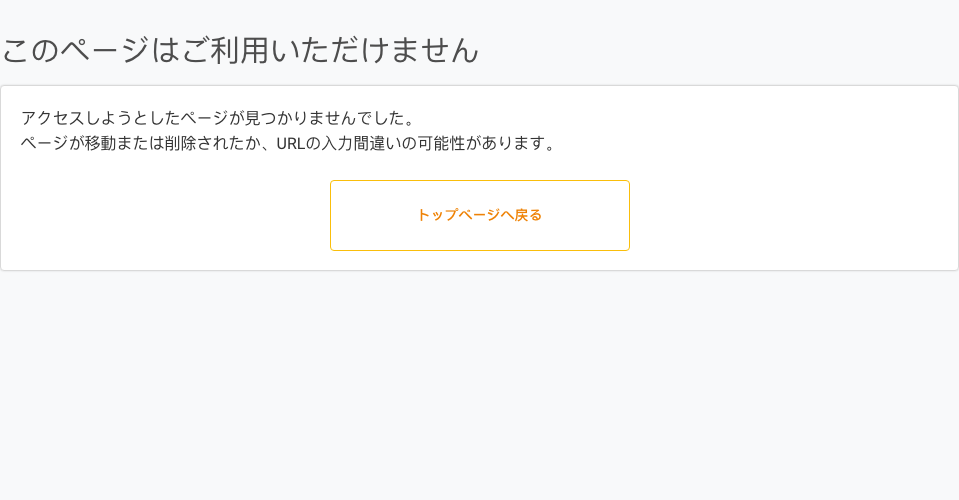 このページはご利用いただけません
アクセスしようとしたページが見つかりませんでした。
ページが移動または削除されたか、URLの入力間違いの可能性があります。
トップページへ戻る